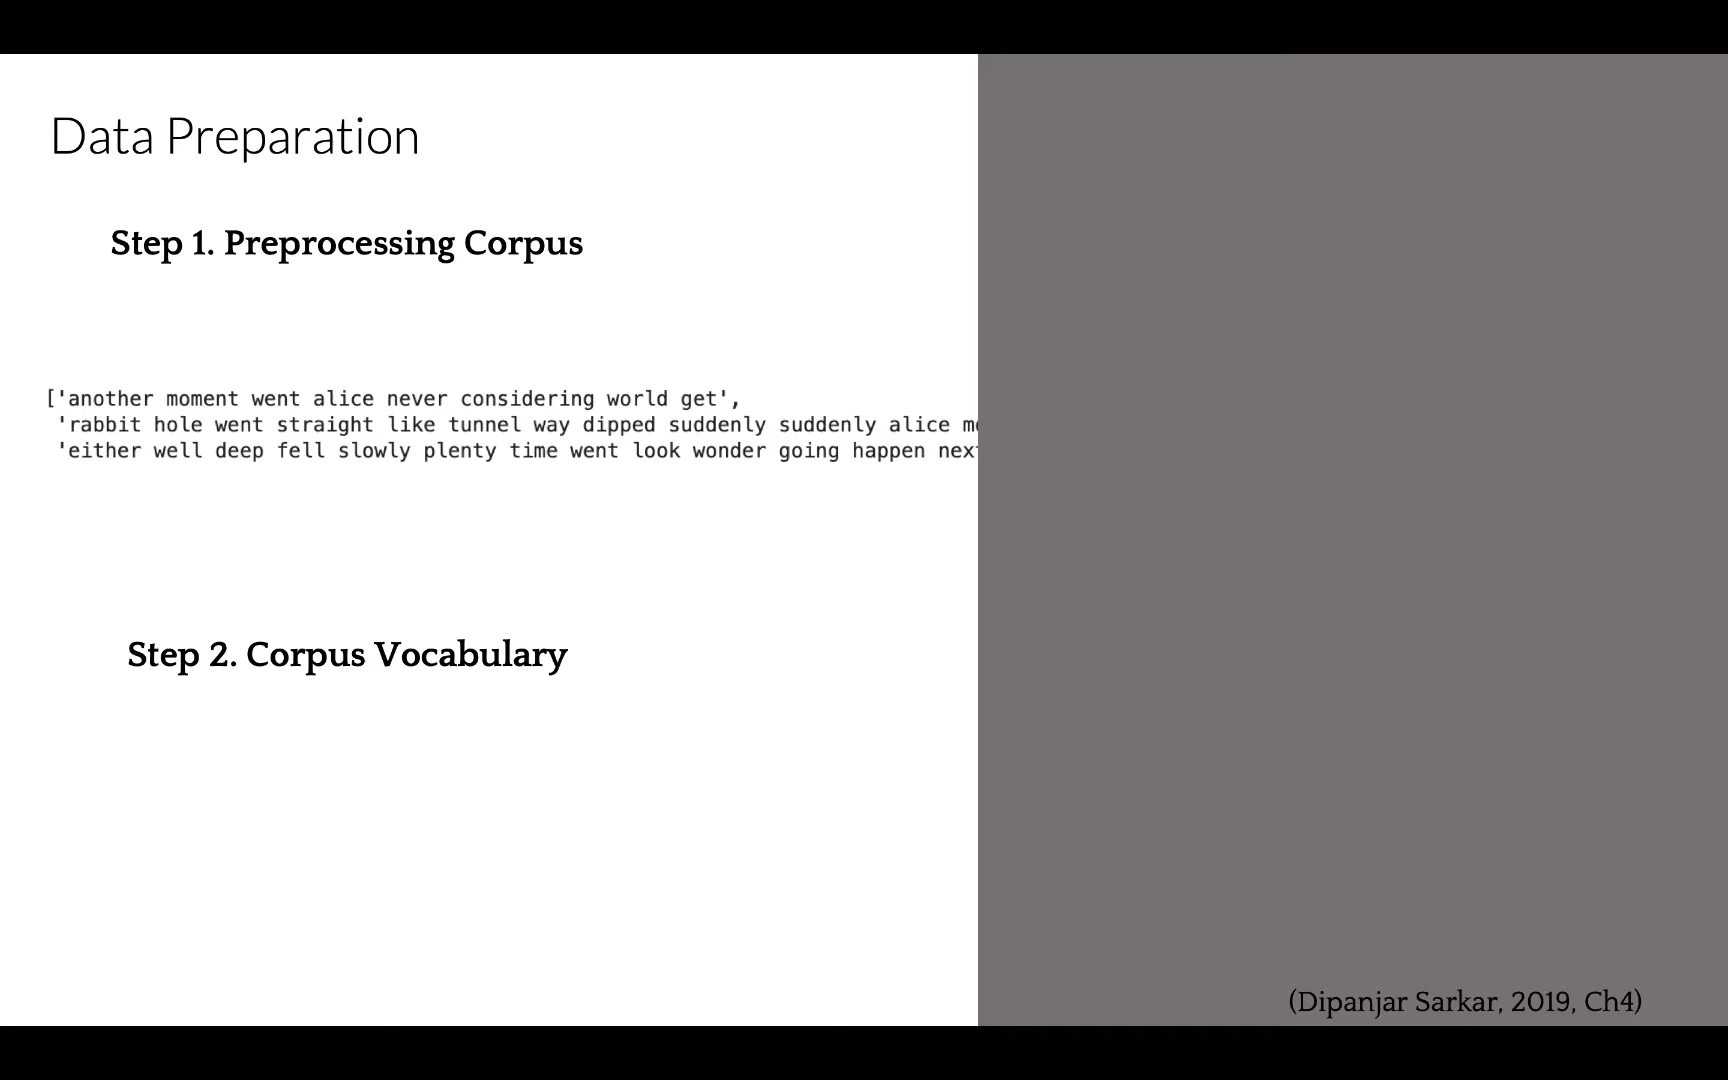 Data Preparation
Step 1. Preprocessing Corpus
['another moment went alice never considering world get',
'rabbit hole went straight like tunnel way dipped suddenly suddenly alice
'either well deep fell slowly plenty time went look wonder going happen
Step 2. Corpus Vocabulary
(Dipanjar Sarkar, 2019, Ch4)